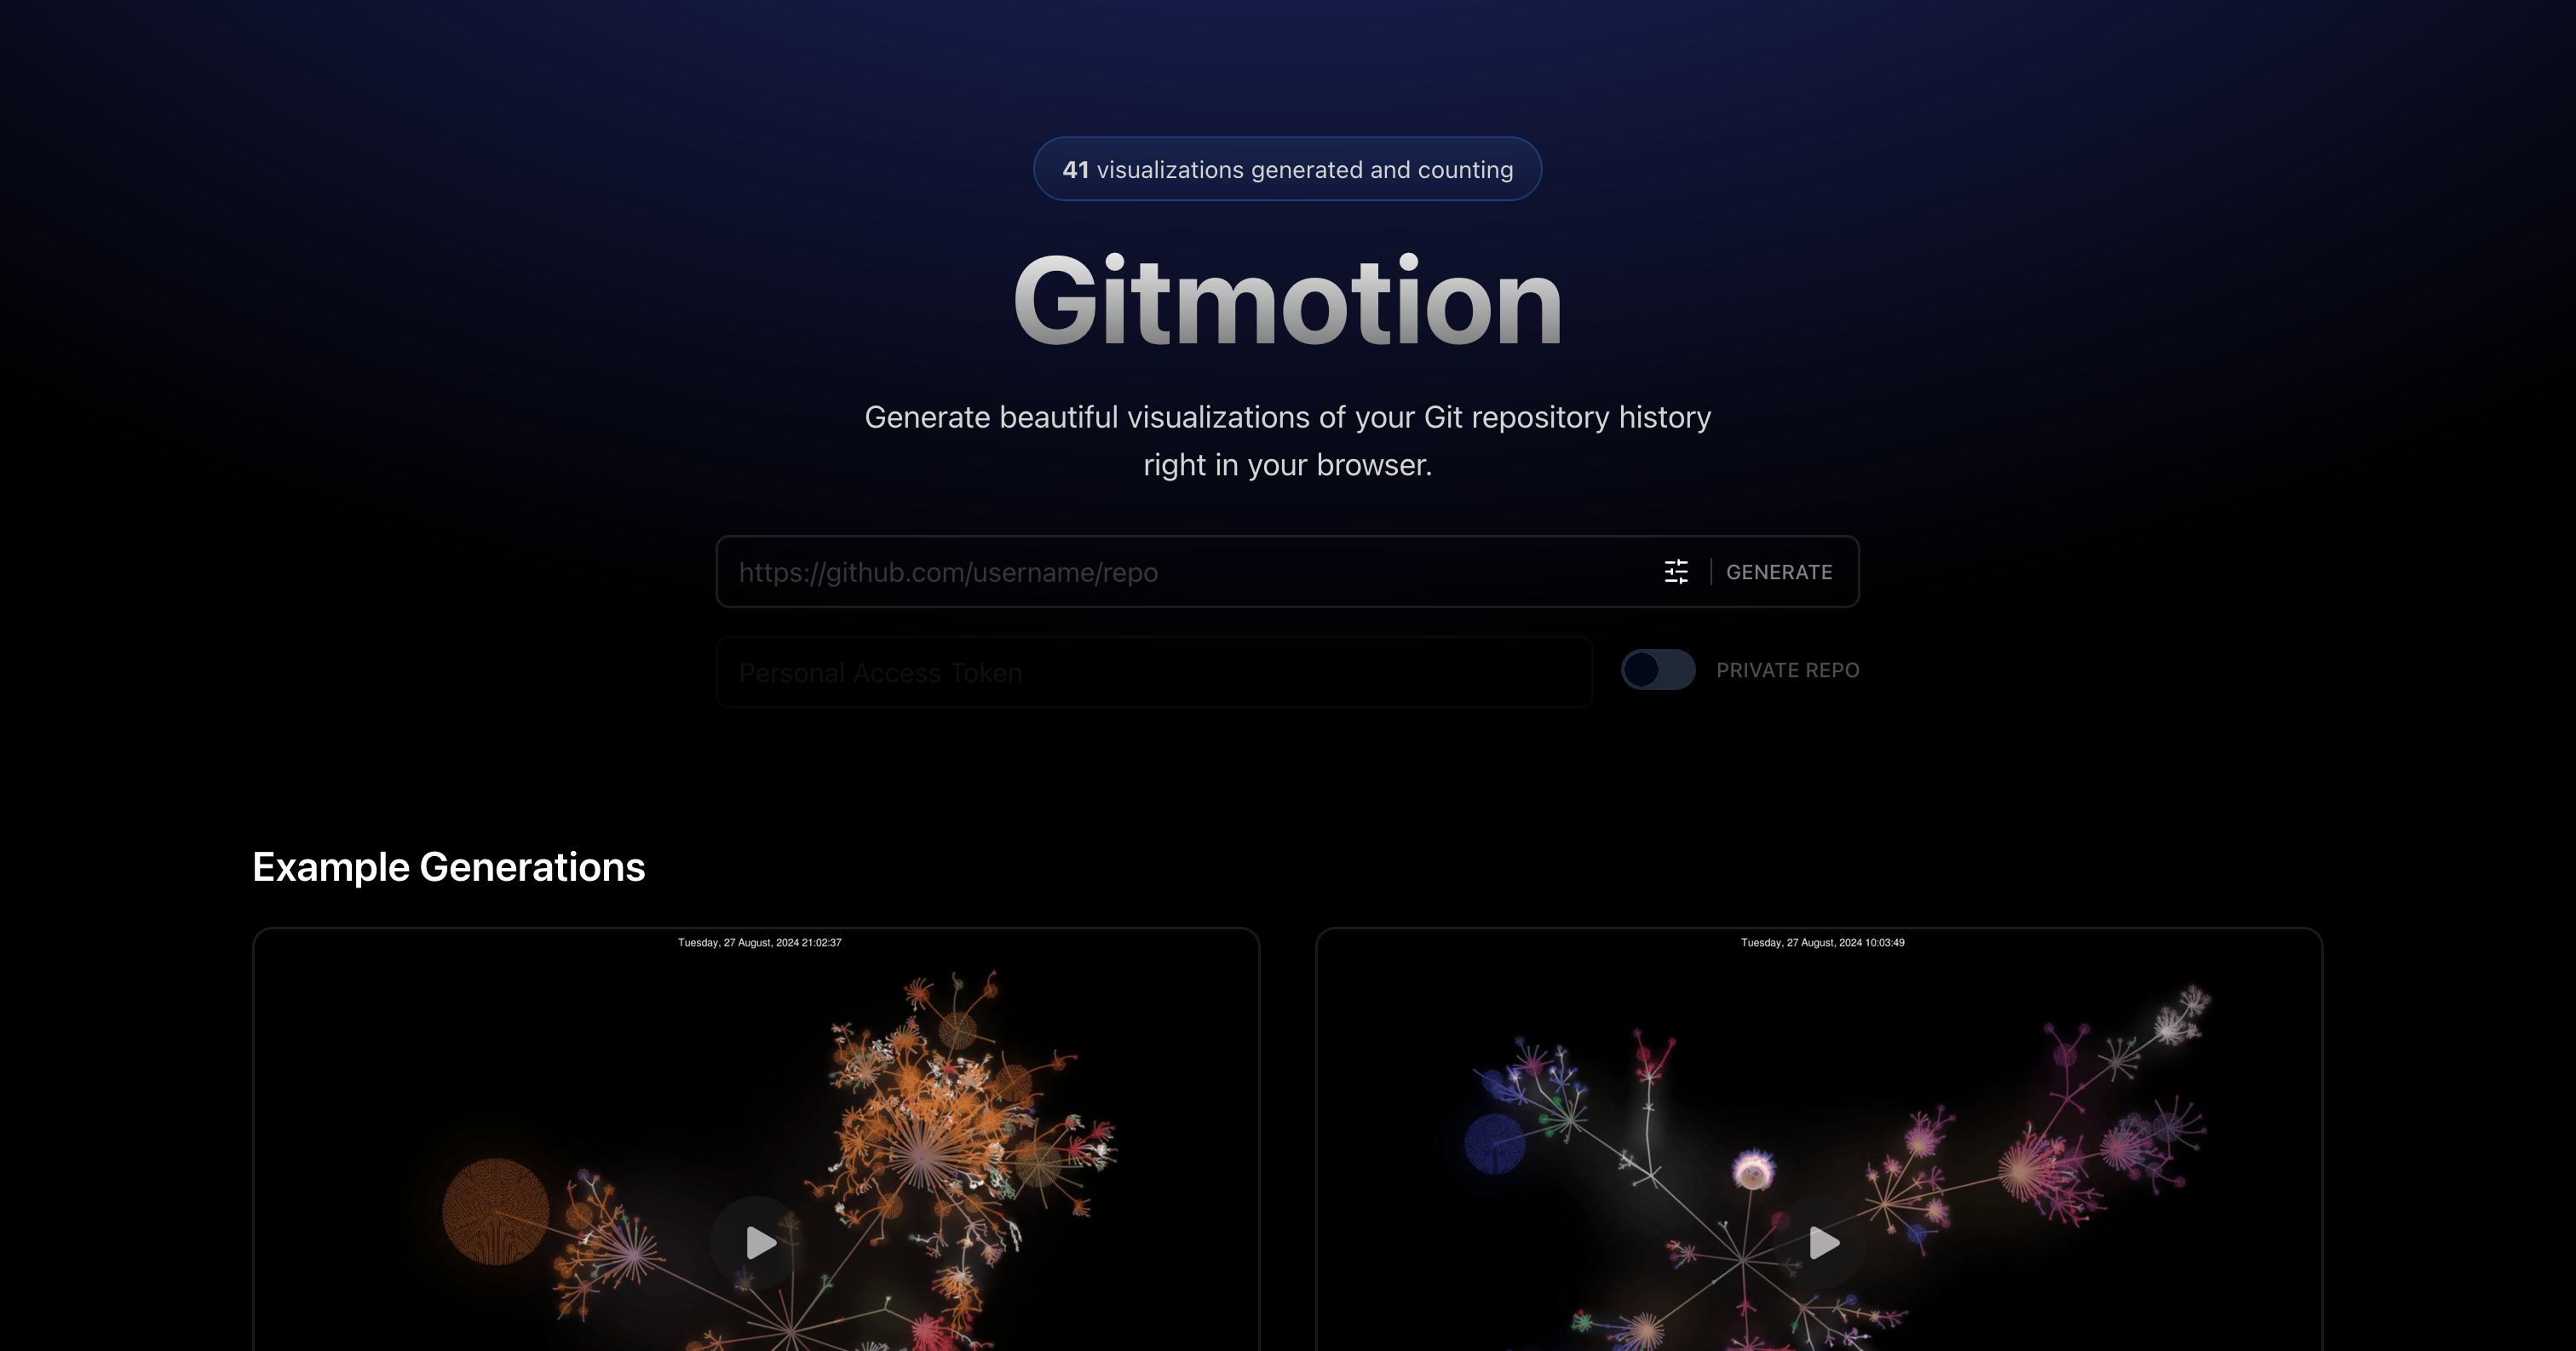 41 visualizations generated and counting
Gitmotion
Generate beautiful visualizations of your Git repository history
right in your browser.
https://github.com/username/repo
GENERATE
Personal Access Token
PRIVATE REPO
Example Generations
Tuesday, 27 August, 2024 21:02:37
Tuesday, 27 August, 2024 10:03:49